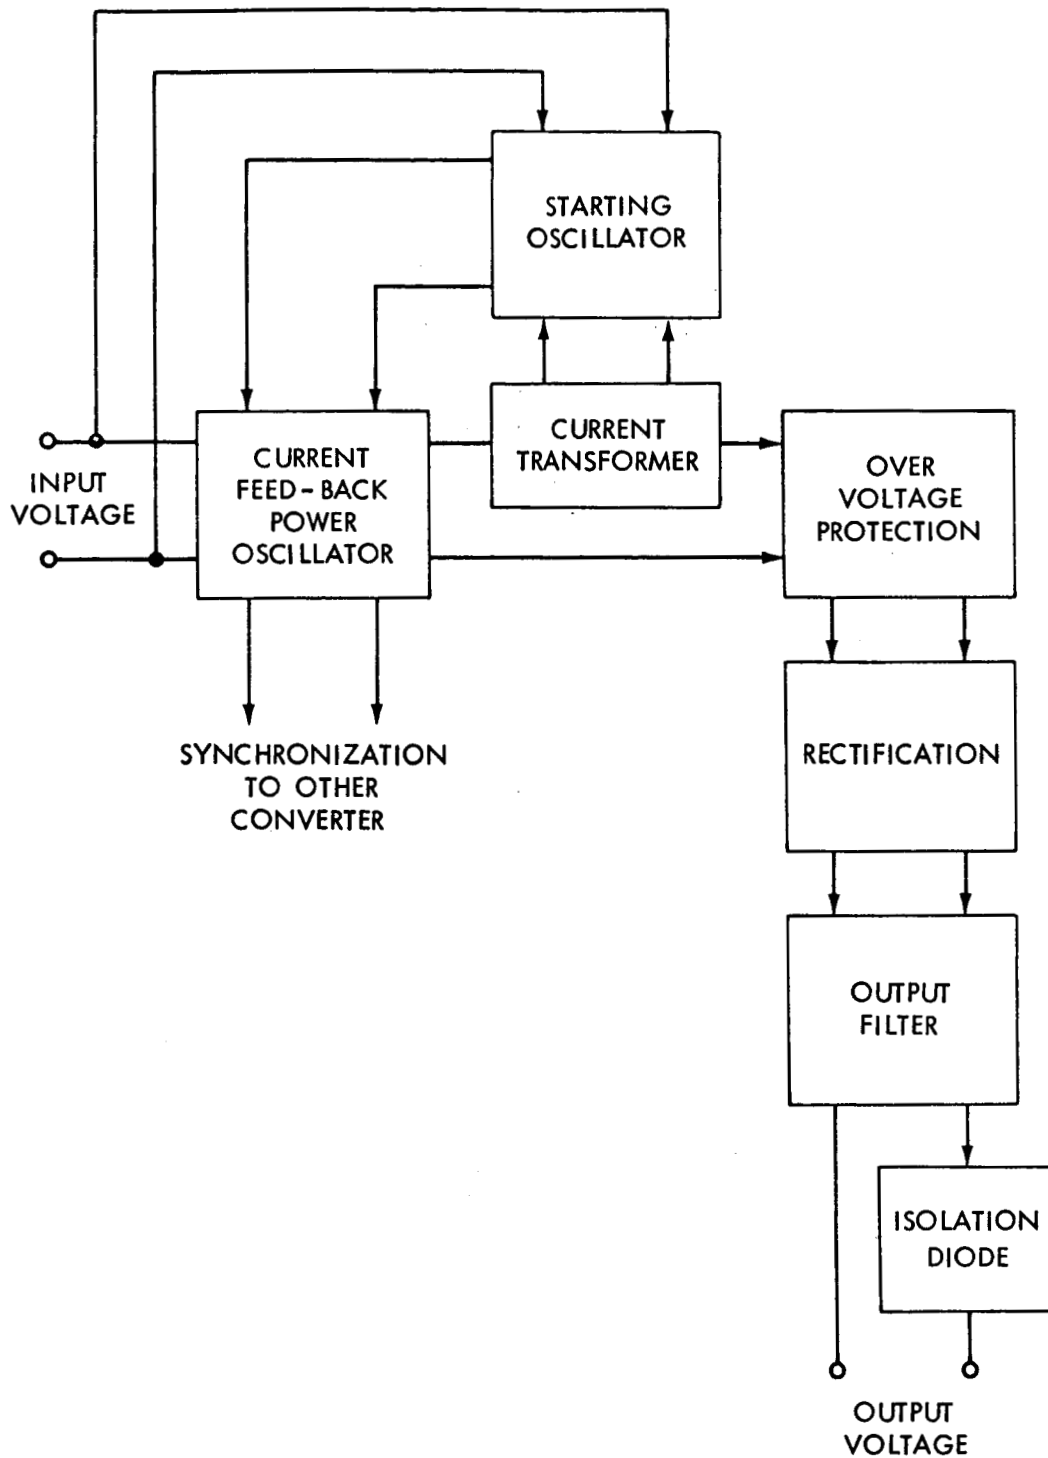 STARTING
OSCILLATOR
CURRENT
TRANSFORMER
INPUT
VOLTAGE
CURRENT
FEED-BACK
POWER
OSCILLATOR
OVER
VOLTAGE
PROTECTION
SYNCHRONIZATION
TO OTHER
CONVERTER
RECTIFICATION
OUTPUT
FILTER
ISOLATION
DIODE
OUTPUT
VOLTAGE